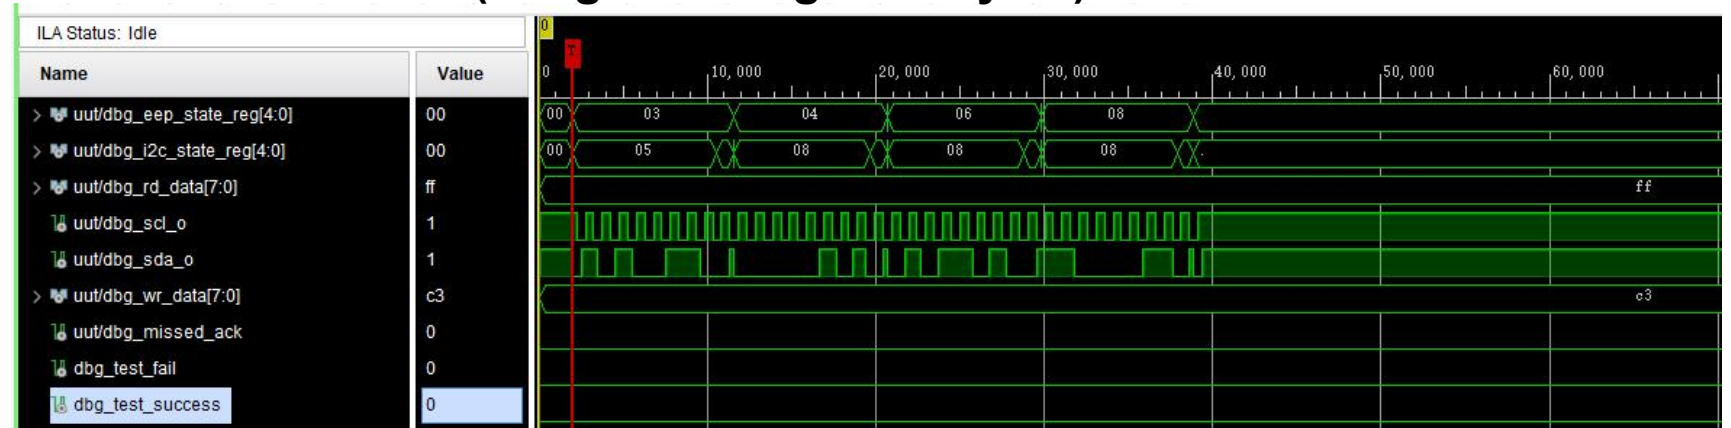 ILA Status: Idle
Name Value
0
T
0 10,000 20,000 30,000 40,000 50,000 60,000
uut/dbg_eep_state_reg[4:0] 00 00 03 04 06 08
uut/dbg_i2c_state_reg[4:0] 00 00 05 08 08 08
uut/dbg_rd_data[7:0] ff ff
uut/dbg_scl_o 1
uut/dbg_sda_o 1
uut/dbg_wr_data[7:0] c3 c3
uut/dbg_missed_ack 0
dbg_test_fail 0
dbg_test_success 0